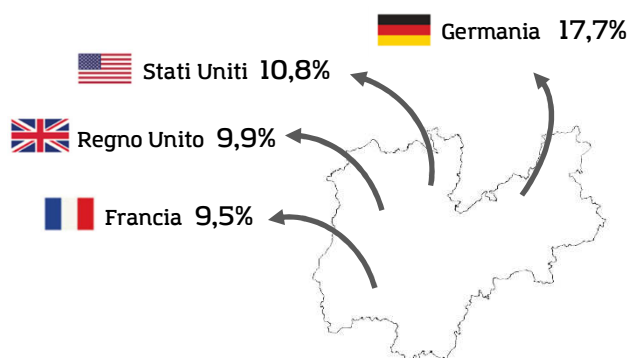 Germania 17,7%
Stati Uniti 10,8%
Regno Unito 9,9%
Francia 9,5%